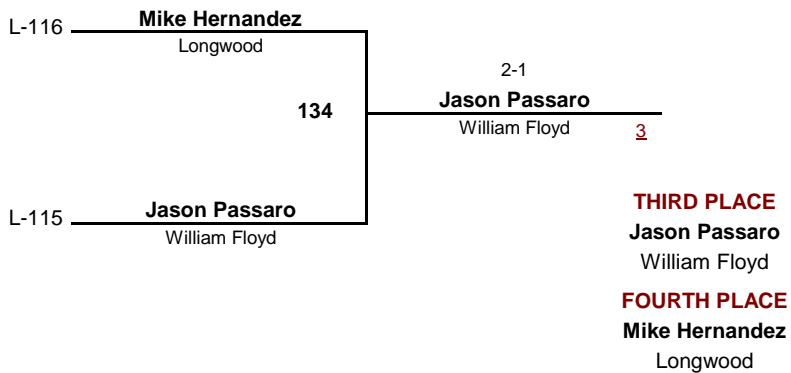 L-116
Mike Hernandez
Longwood
134
2-1
Jason Passaro
William Floyd
3
L-115
Jason Passaro
William Floyd
THIRD PLACE
Jason Passaro
William Floyd
FOURTH PLACE
Mike Hernandez
Longwood